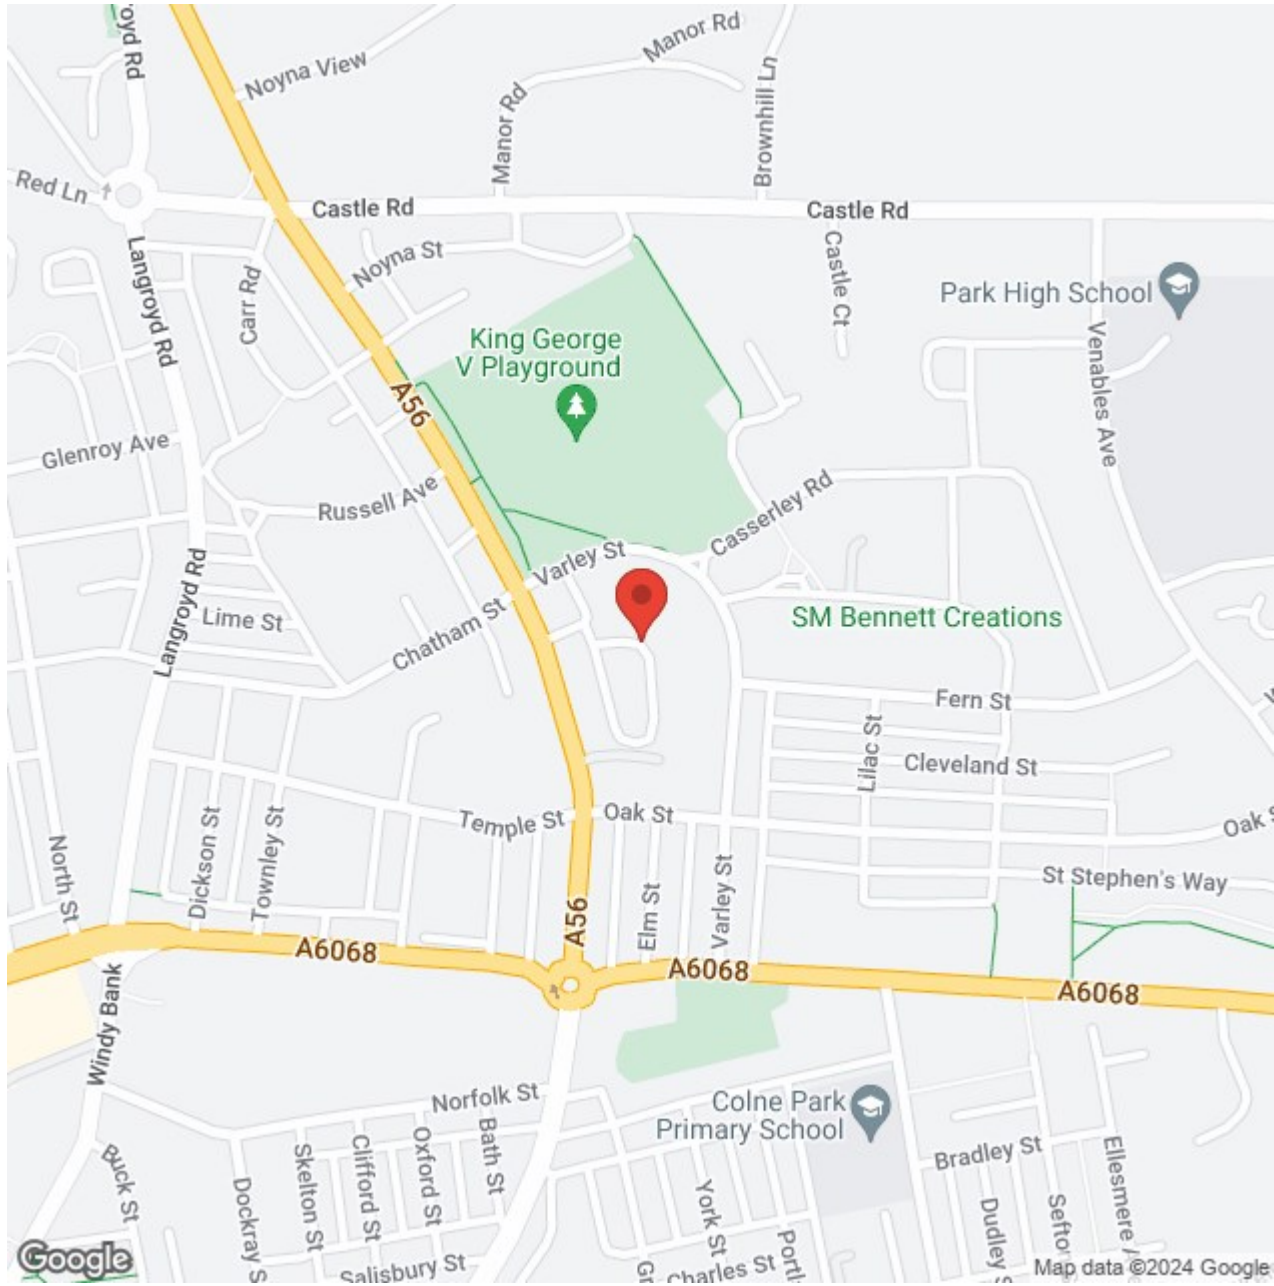 oyd Rd
Noyna View
Manor Rd
Manor Rd
Brownhill Ln
Red Ln
Castle Rd
Castle Rd
Langroyd Rd
Carr Rd
Noyna St
Castle Ct
Park High School
King George
V Playground
Venables Ave
A56
Glenroy Ave
Russell Ave
Casserley Rd
Varley St
Langroyd Rd
Lime St
Chatham St
SM Bennett Creations
Fern St
Lilac St
Cleveland St
Temple St
Oak St
Oak S
North St
Dickson St
Townley St
Elm St
Varley St
St Stephen's Way
A56
A6068
A6068
A6068
Windy Bank
Norfolk St
Colne Park
Primary School
Buck St
Dockray S
Skelton St
Clifford St
Oxford St
Bath St
Salisbury St
York St
Charles St
Portl
Gr
Bradley St
Dudley S
Sefto
Ellesmere A
Google
Map data ©2024 Google